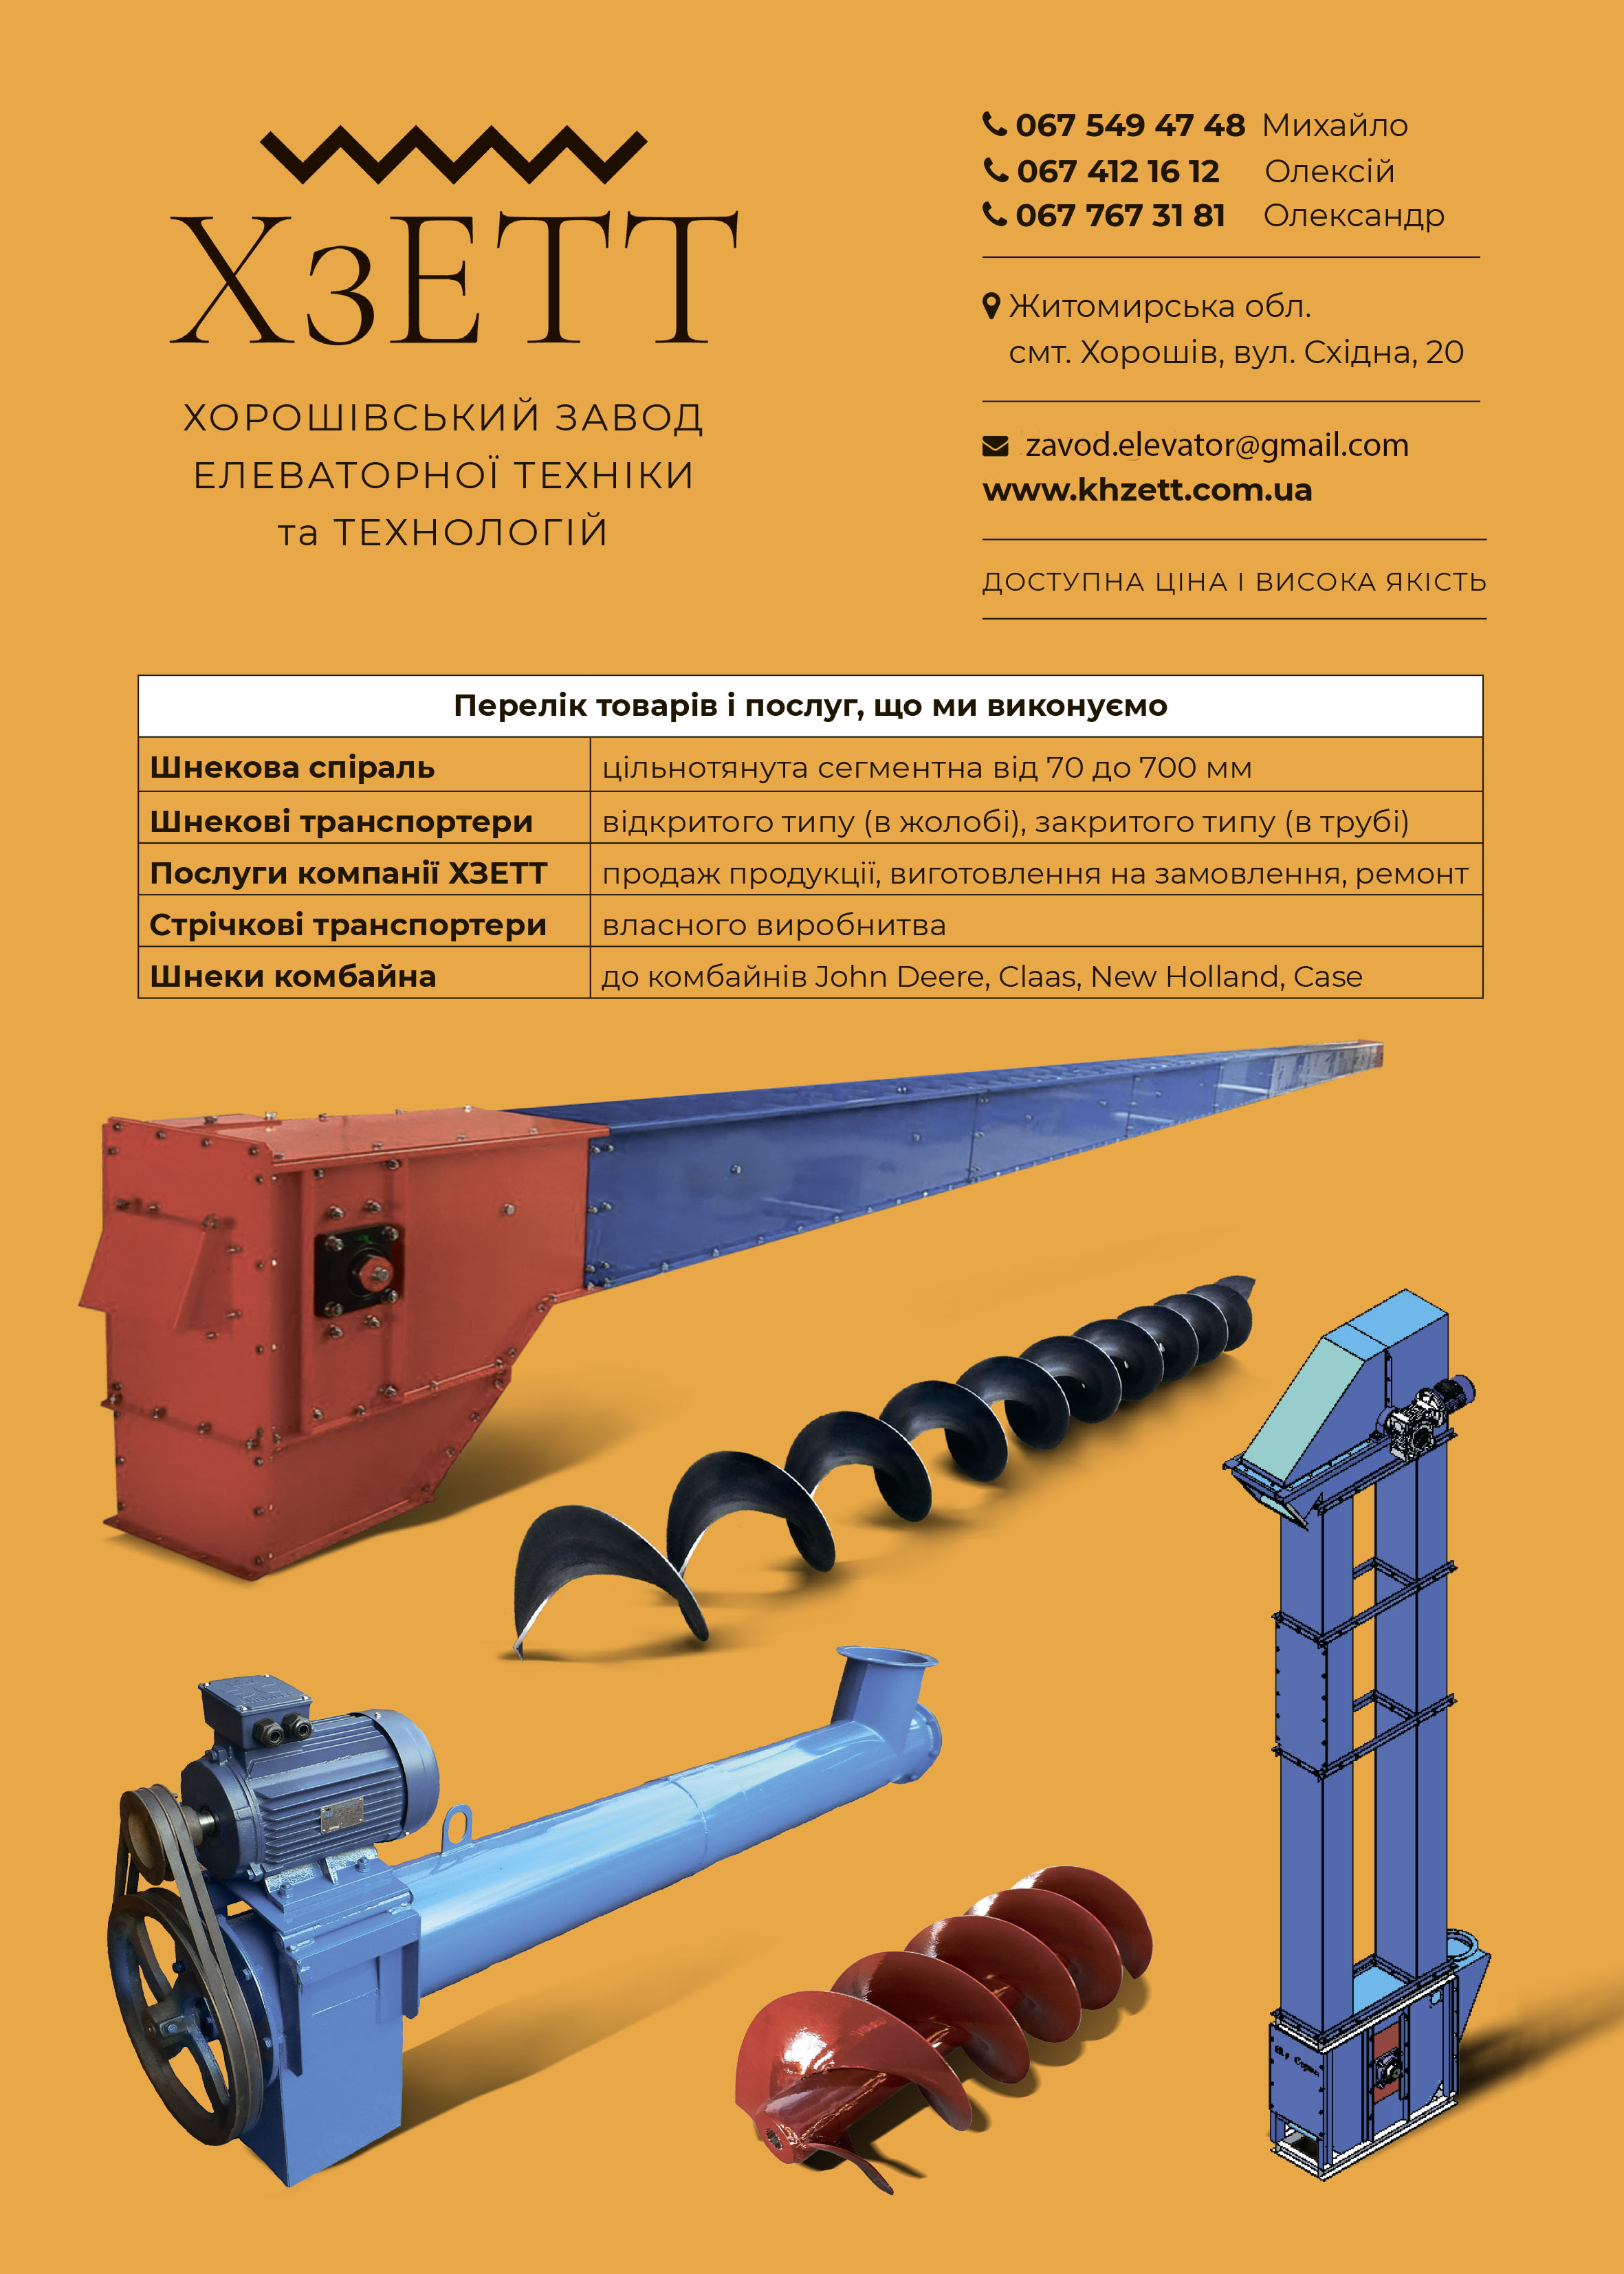 ХзЕТТ
ХОРОШІВСЬКИЙ ЗАВОД
ЕЛЕВАТОРНОЇ ТЕХНІКИ
та ТЕХНОЛОГІЙ
067 549 47 48 Михайло
067 412 16 12 Олексій
067 767 31 81 Олександр
Житомирська обл.
смт. Хорошів, вул. Східна, 20
zavod.elevator@gmail.com
www.khzett.com.ua
ДОСТУПНА ЦІНА І ВИСОКА ЯКІСТЬ
Перелік товарів і послуг, що ми виконуємо
Шнекова спіраль цільнотянута сегментна від 70 до 700 мм
Шнекові транспортери відкритого типу (в жолобі), закритого типу (в трубі)
Послуги компанії ХЗЕТТ продаж продукції, виготовлення на замовлення, ремонт
Стрічкові транспортери власного виробнитва
Шнеки комбайна до комбайнів John Deere, Claas, New Holland, Case